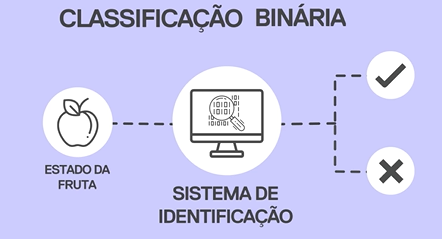 CLASSIFICAÇÃO BINÁRIA
ESTADO DA
FRUTA
SISTEMA DE
IDENTIFICAÇÃO